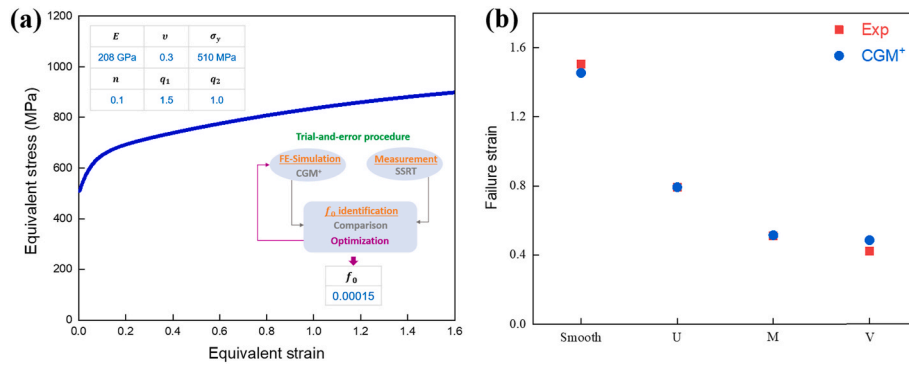 (a)
E υ σy
208 GPa 0.3 510 MPa
n q1 q2
0.1 1.5 1.0
Equivalent stress (MPa)
1200
1000
800
600
400
200
0
0.0 0.2 0.4 0.6 0.8 1.0 1.2 1.4 1.6
Equivalent strain
Trial-and-error procedure
FE-Simulation
CGM+
Measurement
SSRT
f0 identification
Comparison
Optimization
f0
0.00015
(b)
Exp
CGM+
Failure strain
1.6
1.2
0.8
0.4
0.0
Smooth U M V